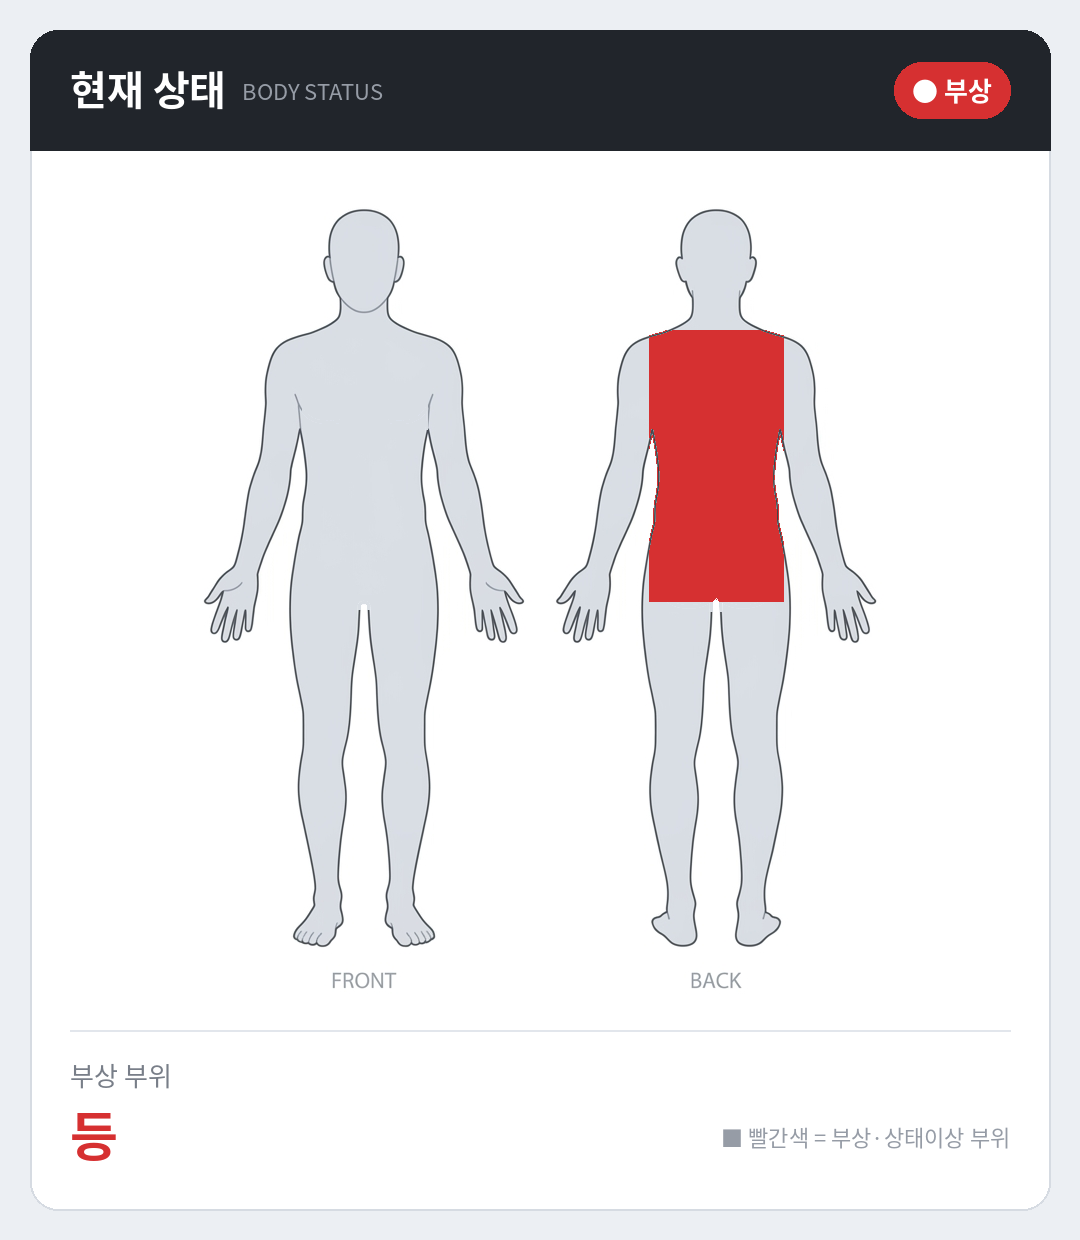 현재 상태 BODY STATUS
부상
FRONT
BACK
부상 부위
등
빨간색 = 부상 · 상태이상 부위